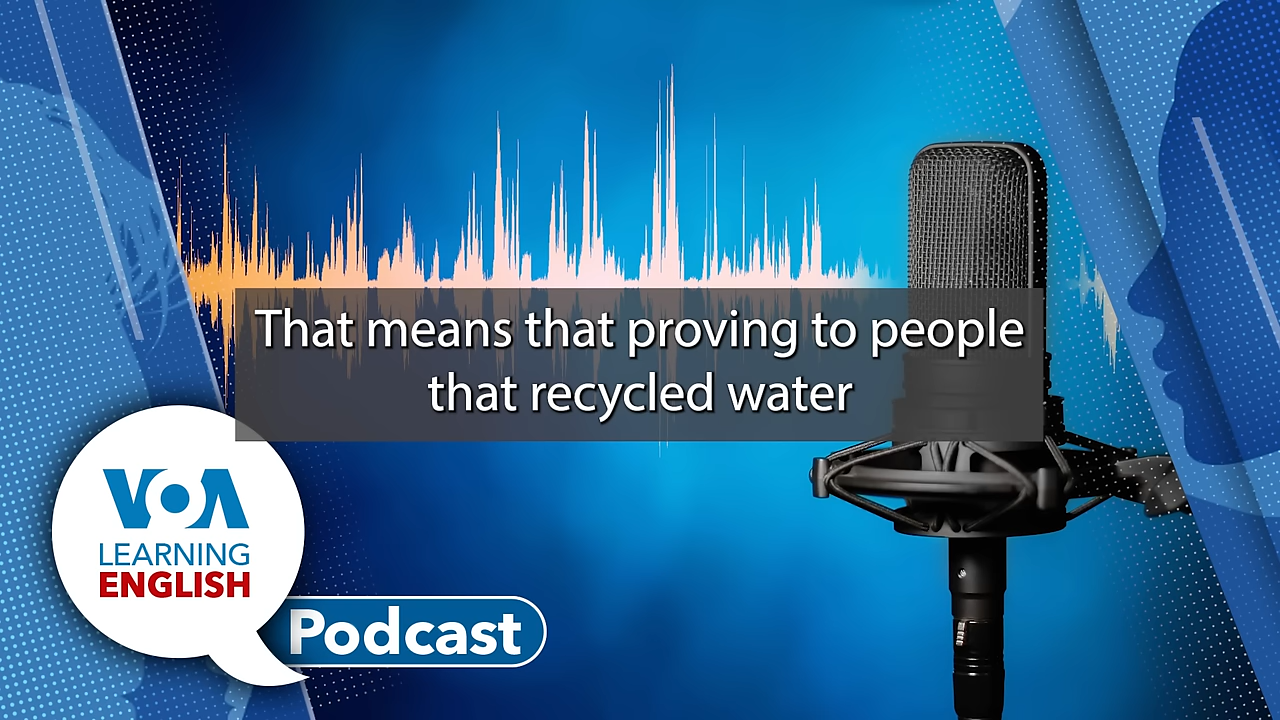 That means that proving to people
that recycled water
VOA
LEARNING
ENGLISH
Podcast